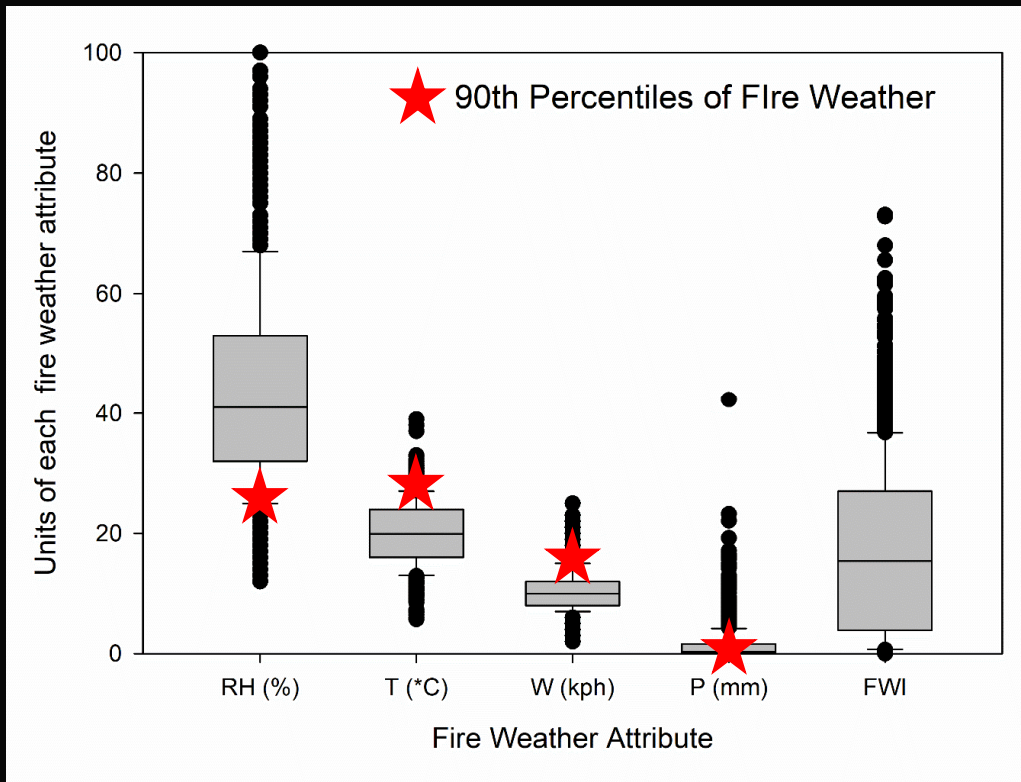 90th Percentiles of FIre Weather
Units of each fire weather attribute
100
80
60
40
20
0
RH (%)
T (*C)
W (kph)
P (mm)
FWI
Fire Weather Attribute